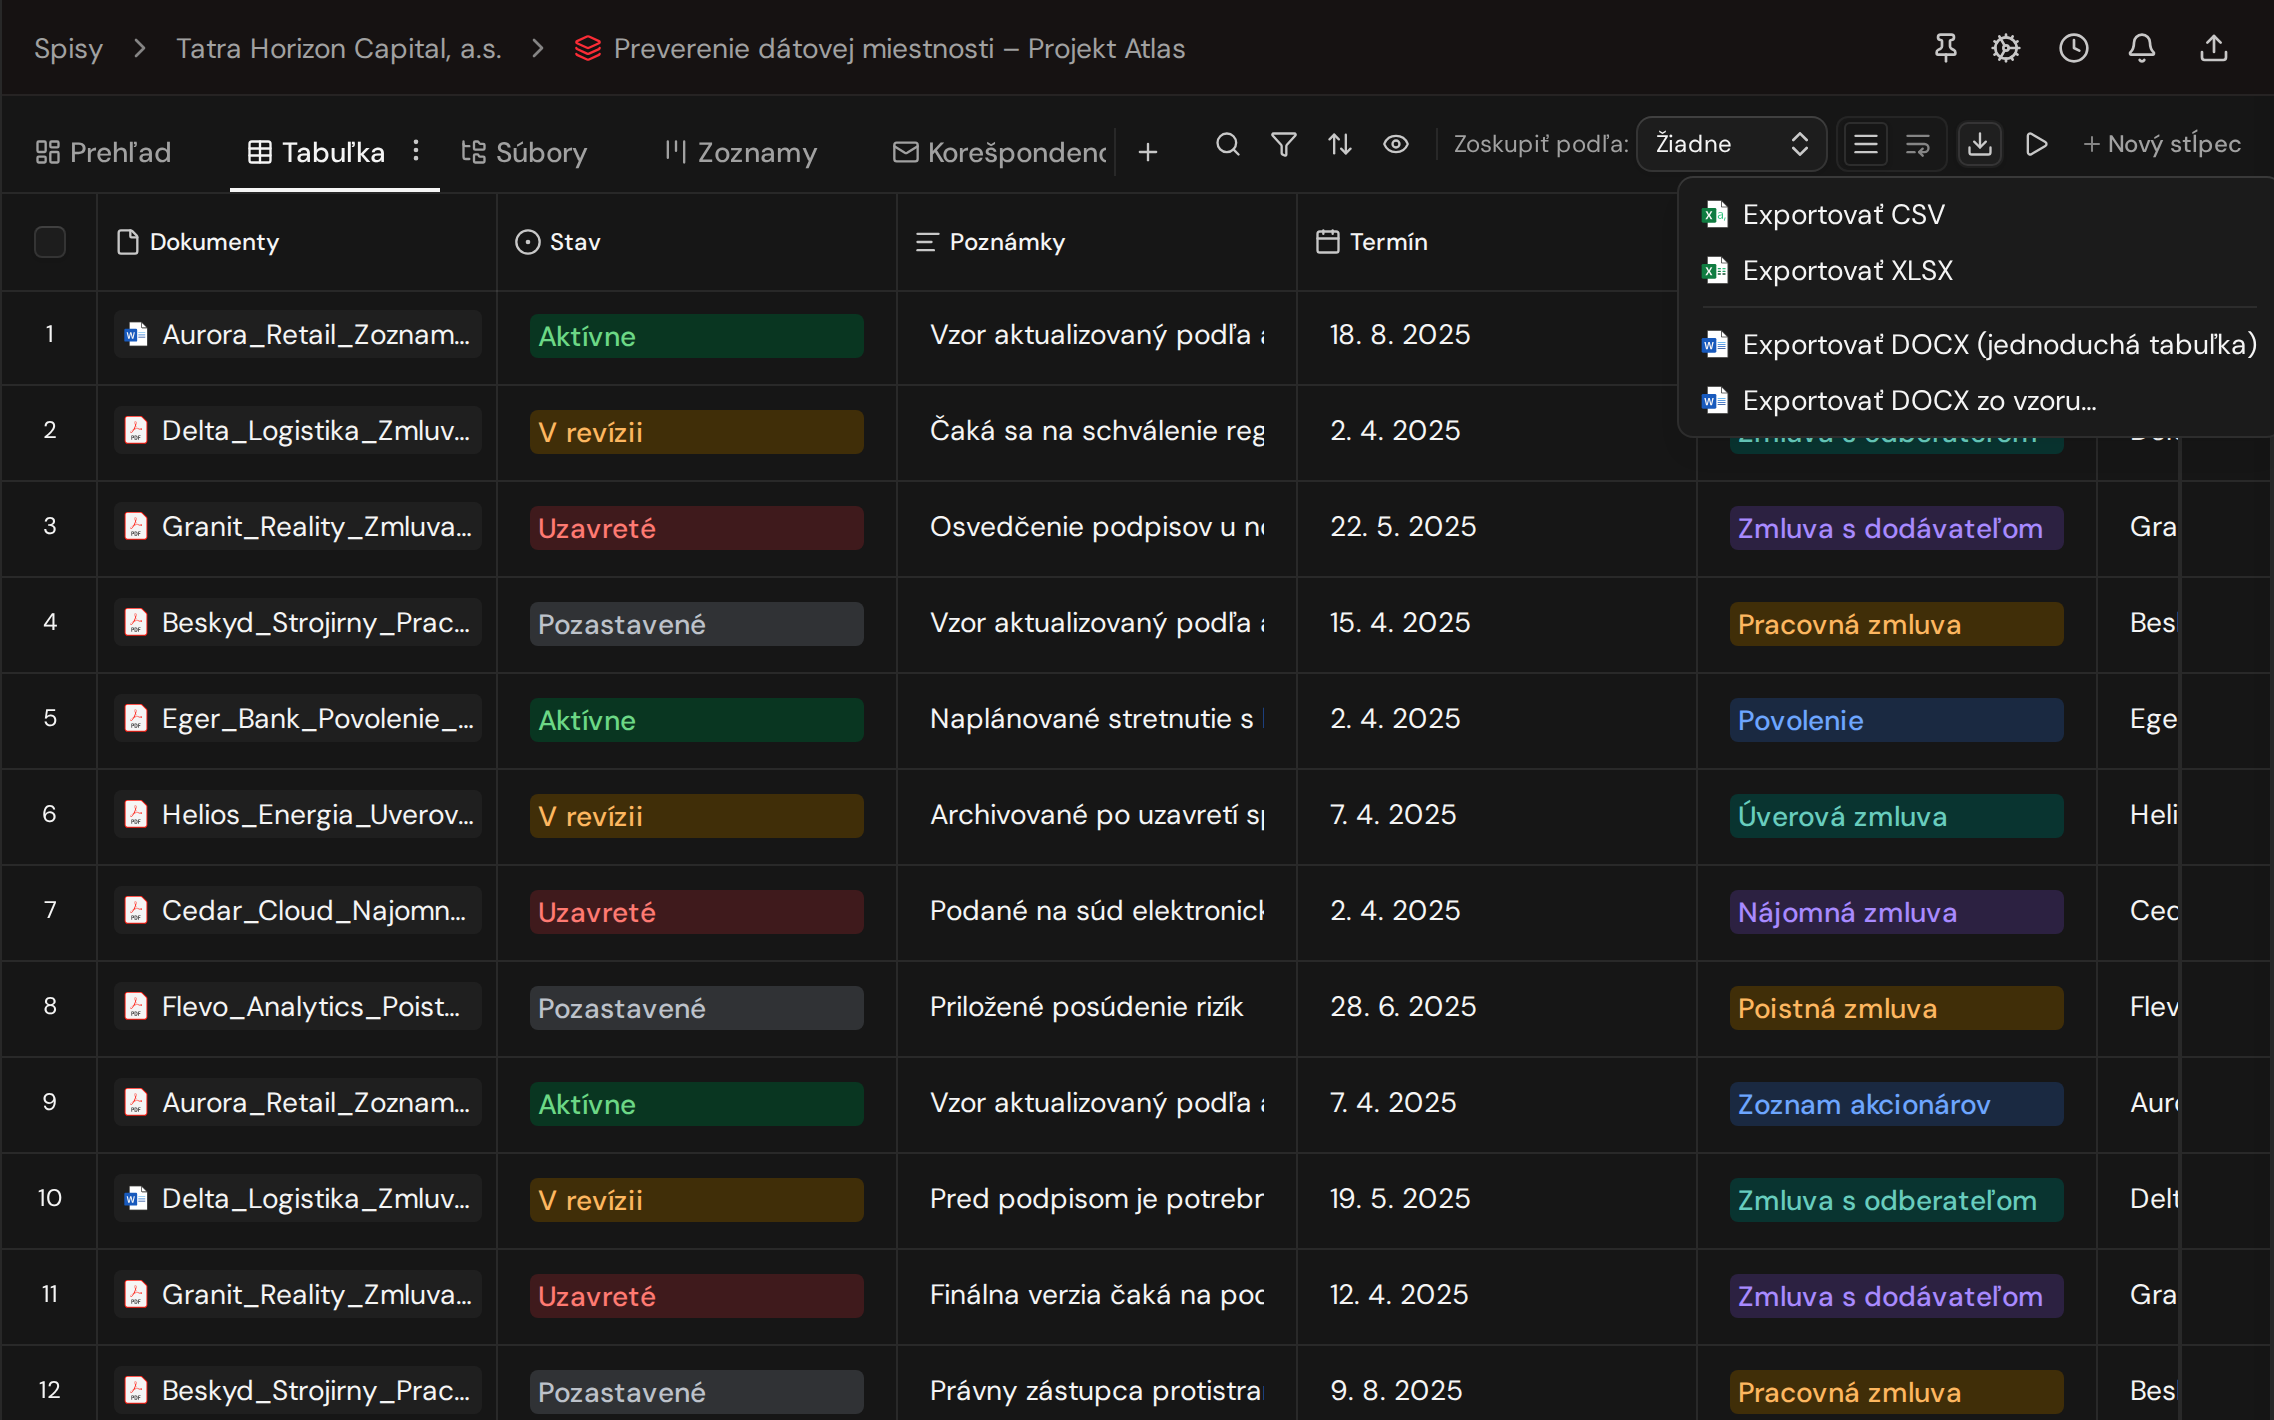 Spisy
Tatra Horizon Capital, a.s.
Preverenie dátovej miestnosti – Projekt Atlas
Prehľad
Tabuľka
Súbory
Zoznamy
Korešpondenc
Zoskupiť podľa:
Žiadne
Nový stĺpec
Exportovať CSV
Exportovať XLSX
Exportovať DOCX (jednoduchá tabuľka)
Exportovať DOCX zo vzoru...
Dokumenty Stav Poznámky Termín
1 Aurora_Retail_Zoznam... Aktívne Vzor aktualizovaný podľa 18. 8. 2025
2 Delta_Logistika_Zmluv... V revízii Čaká sa na schválenie reg 2. 4. 2025
3 Granit_Reality_Zmluva... Uzavreté Osvedčenie podpisov u 22. 5. 2025 Zmluva s dodávateľom Gra
4 Beskyd_Strojirny_Prac... Pozastavené Vzor aktualizovaný podľa 15. 4. 2025 Pracovná zmluva Bes
5 Eger_Bank_Povolenie_... Aktívne Naplánované stretnutie s 2. 4. 2025 Povolenie Ege
6 Helios_Energia_Uverov... V revízii Archivované po uzavretí 7. 4. 2025 Úverová zmluva Heli
7 Cedar_Cloud_Najomn... Uzavreté Podané na súd elektronick 2. 4. 2025 Nájomná zmluva Ced
8 Flevo_Analytics_Poist... Pozastavené Priložené posúdenie rizík 28. 6. 2025 Poistná zmluva Flev
9 Aurora_Retail_Zoznam... Aktívne Vzor aktualizovaný podľa 7. 4. 2025 Zoznam akcionárov Auro
10 Delta_Logistika_Zmluv... V revízii Pred podpisom je potrebn 19. 5. 2025 Zmluva s odberateľom Delt
11 Granit_Reality_Zmluva... Uzavreté Finálna verzia čaká na pod 12. 4. 2025 Zmluva s dodávateľom Gra
12 Beskyd_Strojirny_Prac... Pozastavené Právny zástupca protistra 9. 8. 2025 Pracovná zmluva Bes